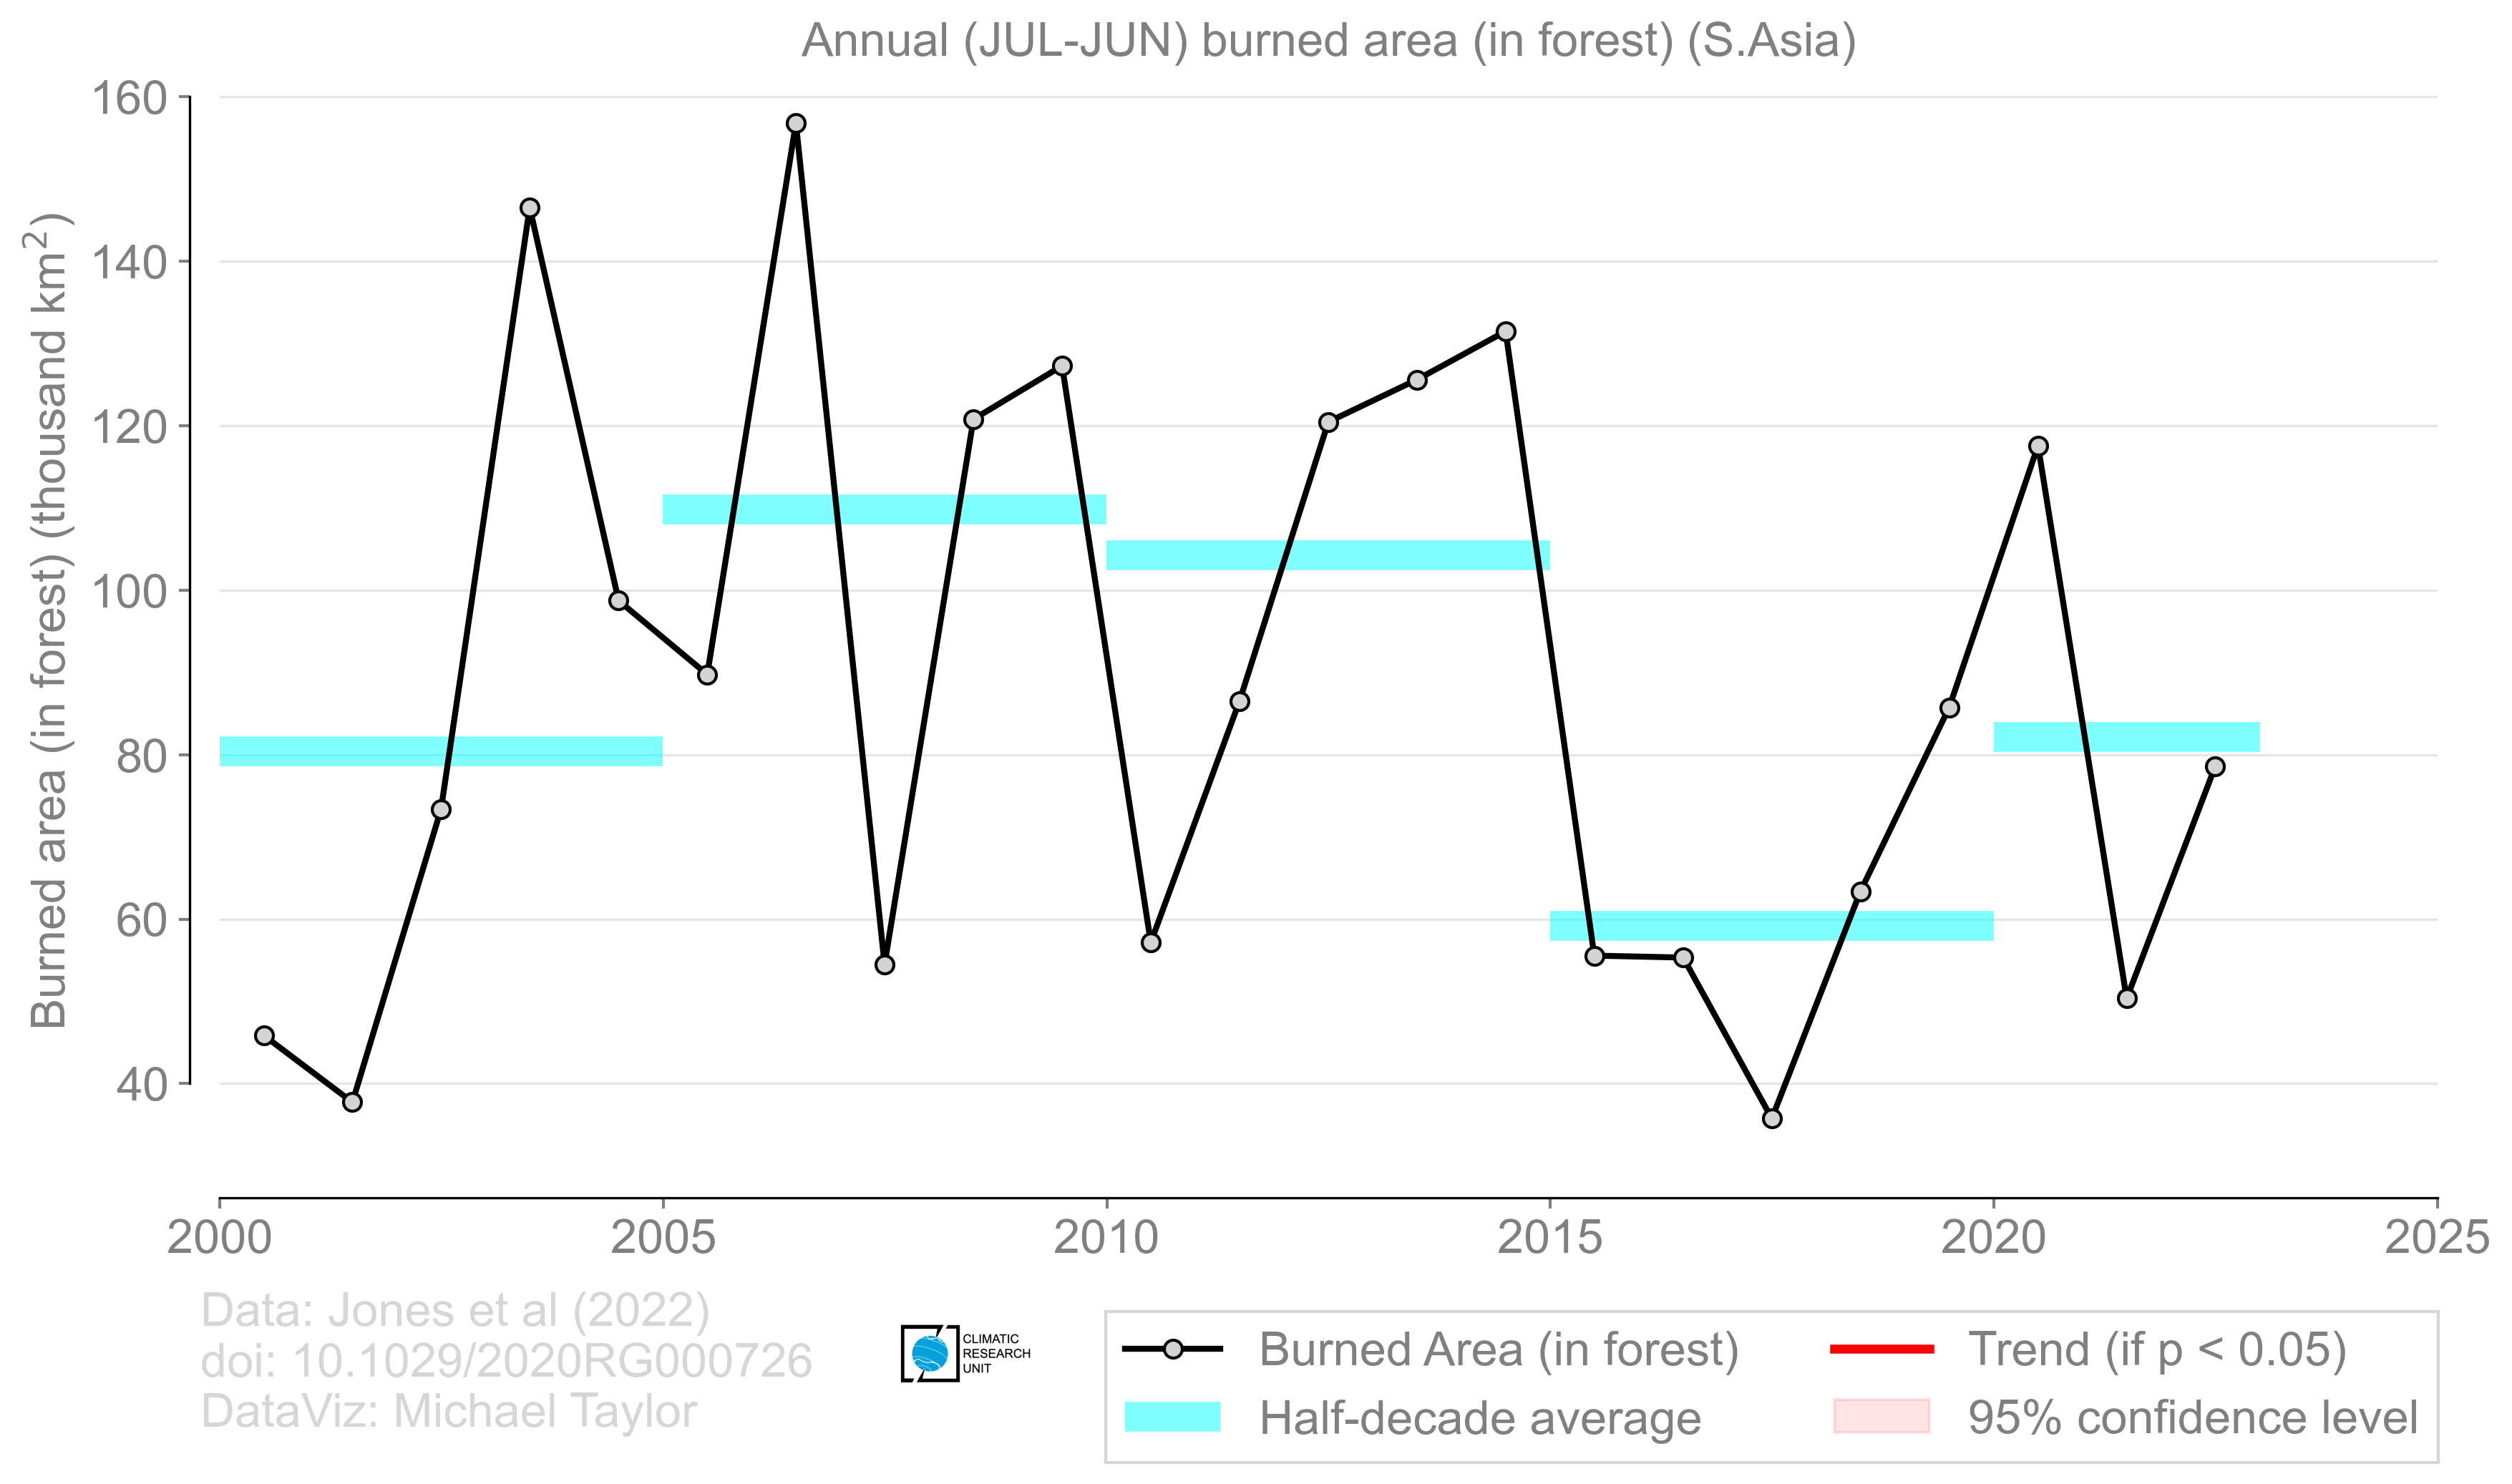 Annual (JUL-JUN) burned area (in forest) (S.Asia)
Burned area (in forest) (thousand km²)
160
140
120
100
80
60
40
2000
2005
2010
2015
2020
2025
Data: Jones et al (2022)
doi: 10.1029/2020RG000726
DataViz: Michael Taylor
CLIMATIC
RESEARCH
UNIT
Burned Area (in forest)
Half-decade average
Trend (if p < 0.05)
95% confidence level